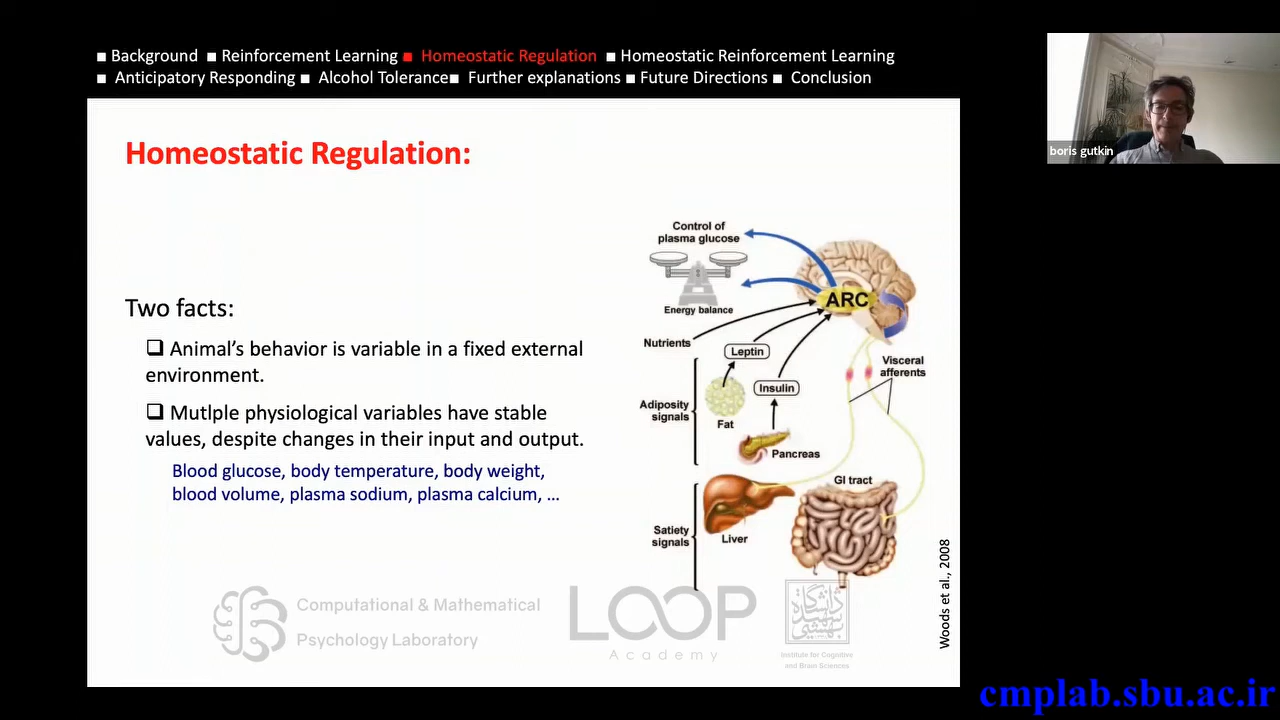 ■ Background ■ Reinforcement Learning ■ Homeostatic Regulation ■ Homeostatic Reinforcement Learning
■ Anticipatory Responding ■ Alcohol Tolerance ■ Further explanations ■ Future Directions ■ Conclusion
boris gutkin
Homeostatic Regulation:
Two facts:
❑ Animal's behavior is variable in a fixed external
environment.
❑ Mutlple physiological variables have stable
values, despite changes in their input and output.
Blood glucose, body temperature, body weight,
blood volume, plasma sodium, plasma calcium, ...
Control of
plasma glucose
ARC
Energy balance
Nutrients
Leptin
Visceral
afferents
Insulin
Adiposity
signals
Fat
Pancreas
GI tract
Satiety
signals
Liver
Woods et al., 2008
Computational & Mathematical
Psychology Laboratory
LOOP
Academy
Institute for Cognitive
and Brain Sciences
cmplab.sbu.ac.ir